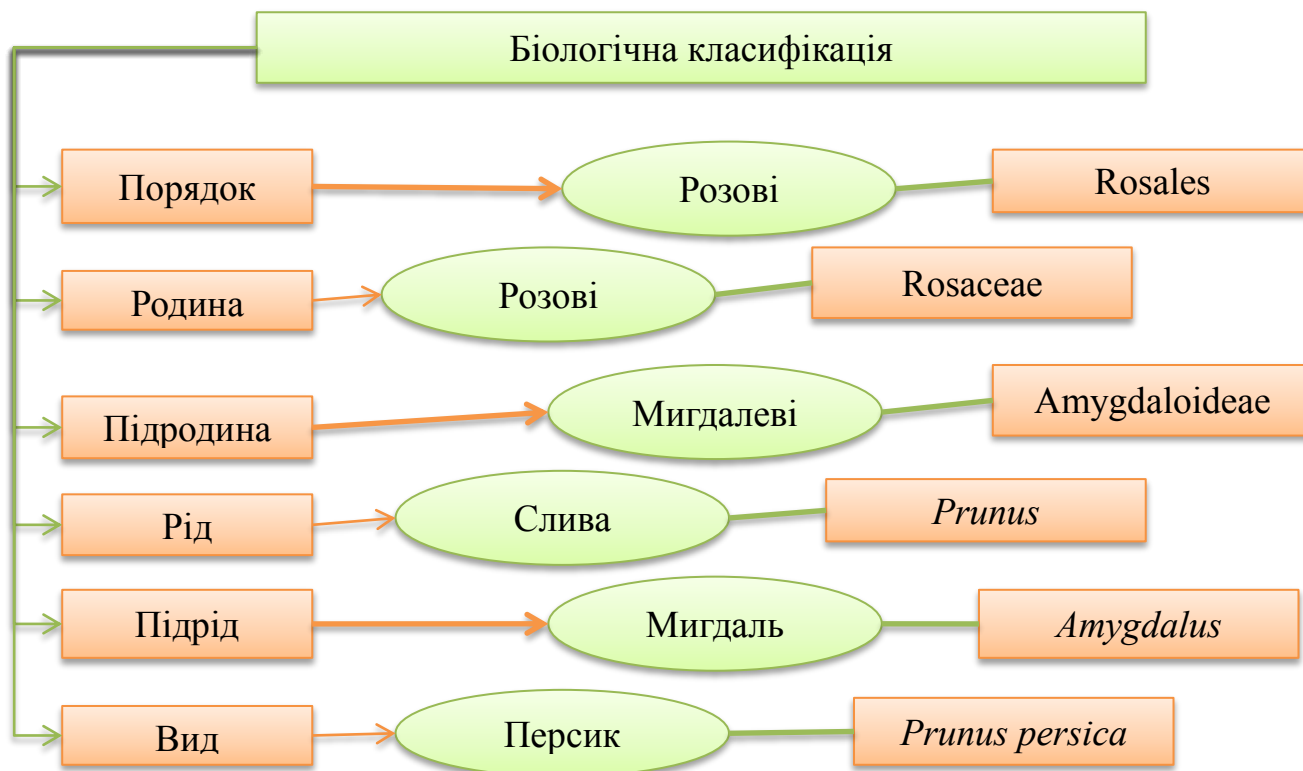 Біологічна класифікація
Порядок Розові Rosales
Родина Розові Rosaceae
Підродина Мигдалеві Amygdaloideae
Рід Слива Prunus
Підрід Мигдаль Amygdalus
Вид Персик Prunus persica